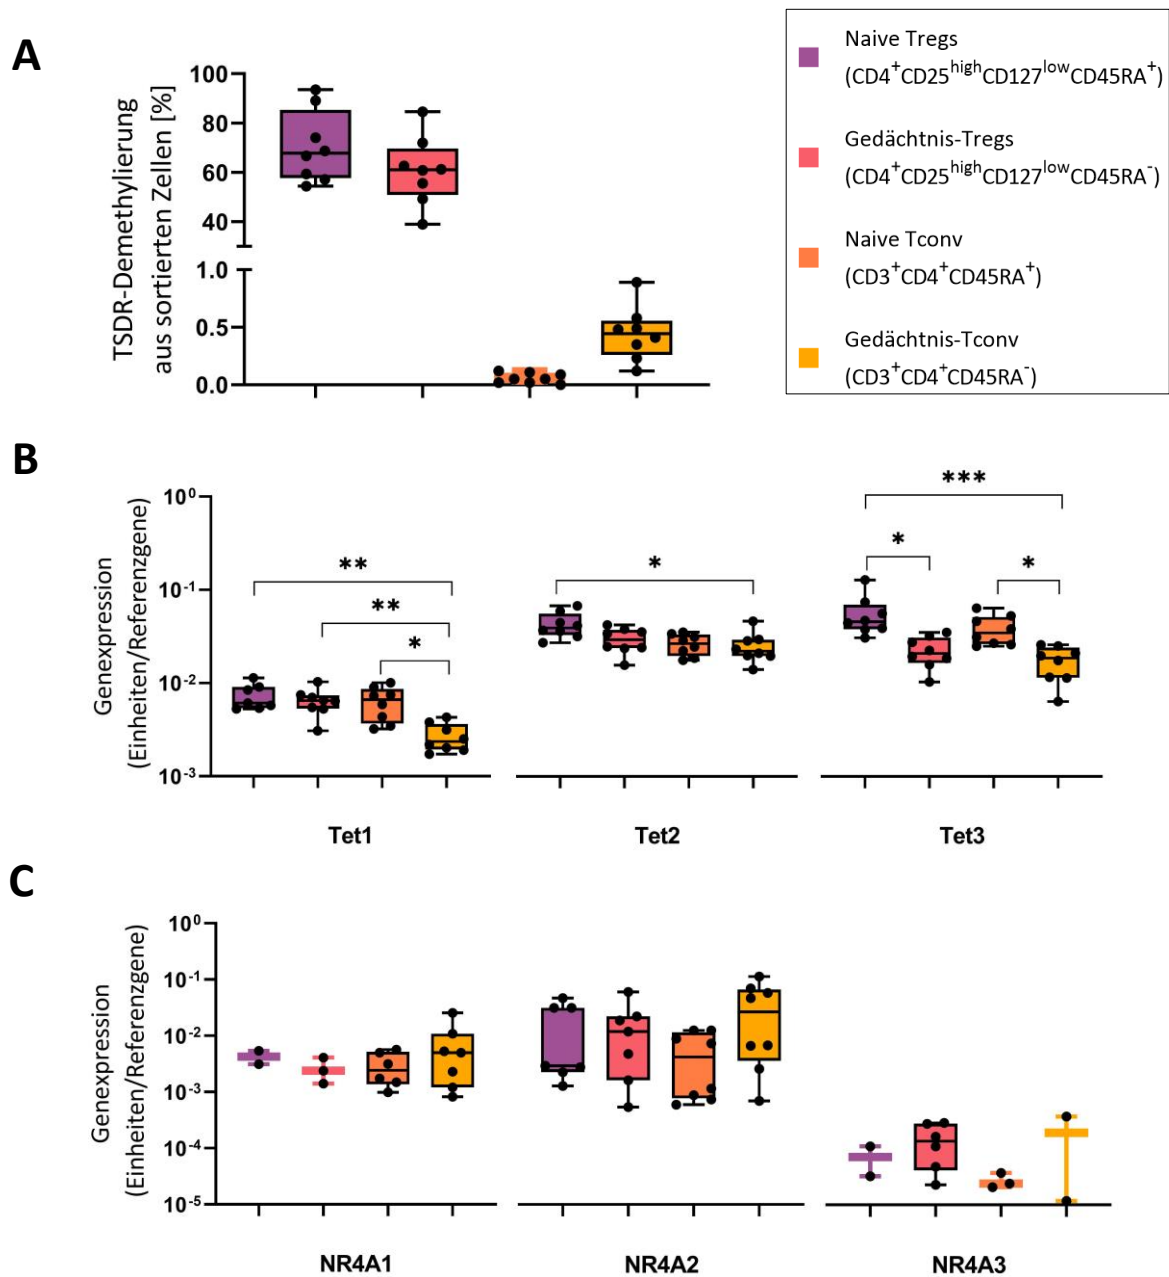 A
TSDR-Demethylierung
aus sortierten Zellen [%]
100
80
60
40
1.0
0.5
0.0
Naive Tregs
(CD4⁺CD25ʰⁱᵍʰCD127ˡᵒʷCD45RA⁺)
Gedächtnis-Tregs
(CD4⁺CD25ʰⁱᵍʰCD127ˡᵒʷCD45RA⁻)
Naive Tconv
(CD3⁺CD4⁺CD45RA⁺)
Gedächtnis-Tconv
(CD3⁺CD4⁺CD45RA⁻)
B
Genexpression
(Einheiten/Referenzgene)
10⁰
10⁻¹
10⁻²
10⁻³
**
**
*
*
***
*
*
Tet1
Tet2
Tet3
C
Genexpression
(Einheiten/Referenzgene)
10⁰
10⁻¹
10⁻²
10⁻³
10⁻⁴
10⁻⁵
NR4A1
NR4A2
NR4A3